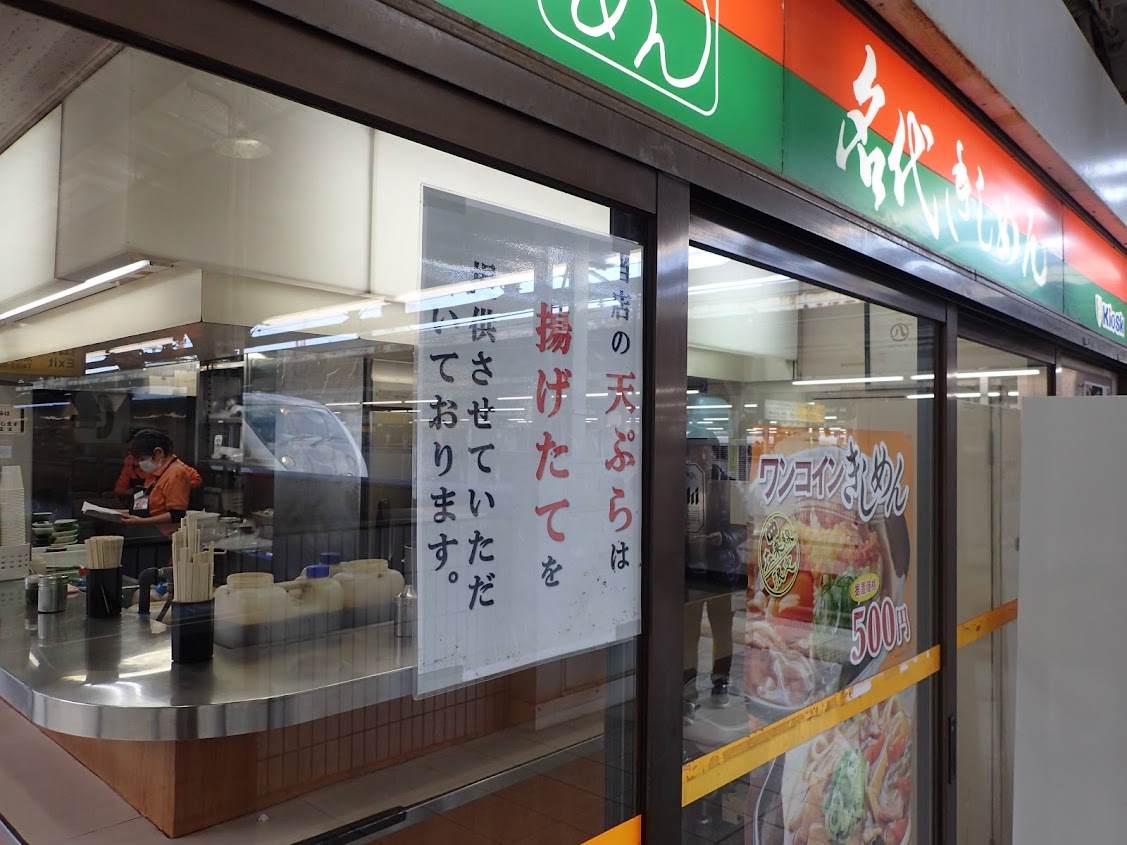 めん
名代きしめん
Kiosk
当店の天ぷらは
揚げたてを
提供させていただ
いております。
ワンコインきしめん
500円
Exit